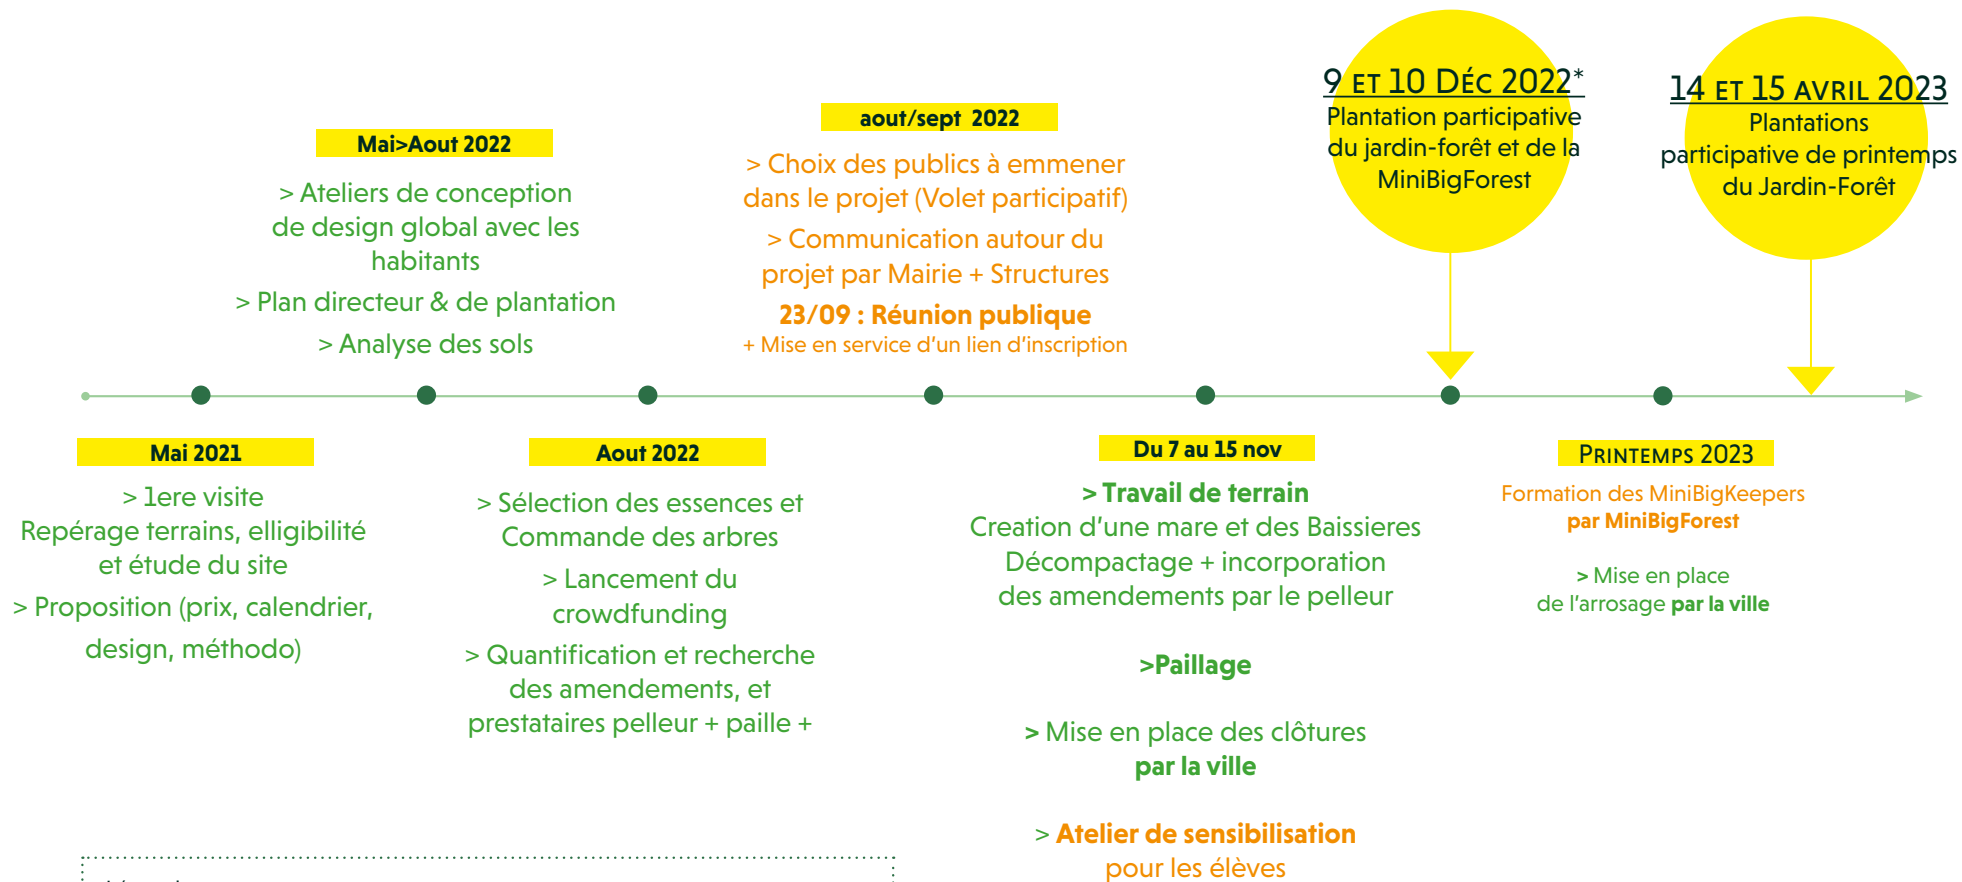 Mai 2021
> 1ere visite
Repérage terrains, elligibilité
et étude du site
> Proposition (prix, calendrier,
design, méthodo)
Mai>Aout 2022
> Ateliers de conception
de design global avec les
habitants
> Plan directeur & de plantation
> Analyse des sols
Aout 2022
> Sélection des essences et
Commande des arbres
> Lancement du
crowdfunding
> Quantification et recherche
des amendements, et
prestataires pelleur + paille +
aout/sept 2022
> Choix des publics à emmener
dans le projet (Volet participatif)
> Communication autour du
projet par Mairie + Structures
23/09 : Réunion publique
+ Mise en service d'un lien d'inscription
Du 7 au 15 nov
> Travail de terrain
Creation d'une mare et des Baissieres
Décompactage + incorporation
des amendements par le pelleur
>Paillage
> Mise en place des clôtures
par la ville
> Atelier de sensibilisation
pour les élèves
9 ET 10 DÉC 2022*
Plantation participative
du jardin-forêt et de la
MiniBigForest
PRINTEMPS 2023
Formation des MiniBigKeepers
par MiniBigForest
> Mise en place
de l'arrosage par la ville
14 ET 15 AVRIL 2023
Plantations
participative de printemps
du Jardin-Forêt